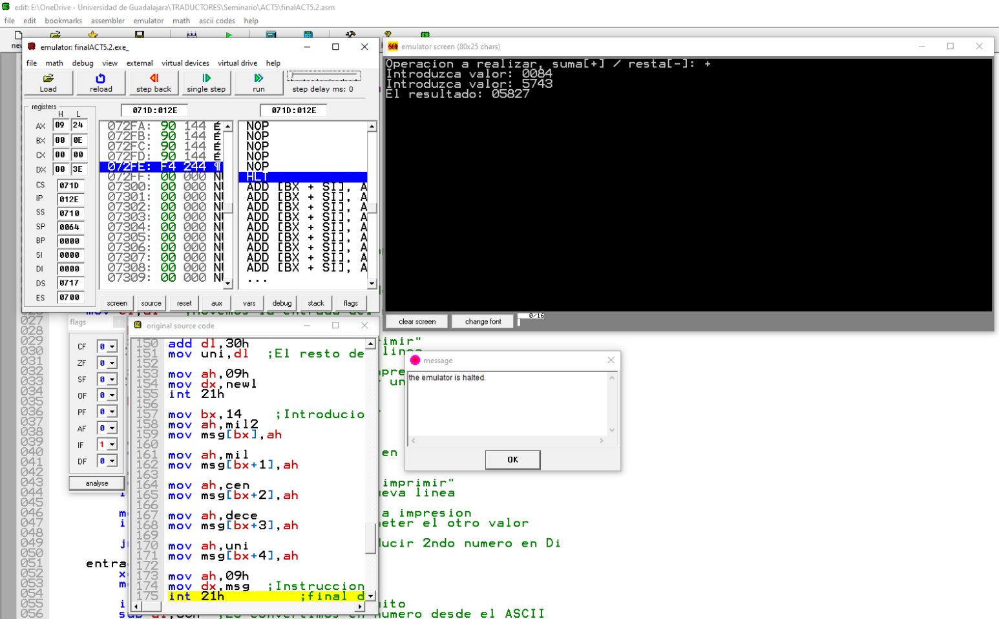 edit: E:\OneDrive - Universidad de Guadalajara\TRADUCTORES\Seminario\ACT5\finalACT5.2.asm
file edit bookmarks assembler emulator math ascii codes help
emulator: finalACT5.2.exe_
file math debug view external virtual devices virtual drive help
Load reload step back single step run step delay ms: 0
registers
H L
071D:012E 071D:012E
AX 09 24
BX 00 0E
CX 00 00
DX 00 3E
CS 071D
IP 012E
SS 0710
SP 0064
BP 0000
SI 0000
DI 0000
DS 0717
ES 0700
072FA: 90 144 É
072FB: 90 144 É
072FC: 90 144 É
072FD: 90 144 É
072FE: F4 244 ¶
072FF: 00 000
07300: 00 000
07301: 00 000
07302: 00 000
07303: 00 000
07304: 00 000
07305: 00 000
07306: 00 000
07307: 00 000
07308: 00 000
07309: 00 000
NOP
NOP
NOP
NOP
NOP
HLT
ADD [BX + SI], A
ADD [BX + SI], A
ADD [BX + SI], A
ADD [BX + SI], A
ADD [BX + SI], A
ADD [BX + SI], A
ADD [BX + SI], A
ADD [BX + SI], A
ADD [BX + SI], A
...
screen source reset aux vars debug stack flags
emulator screen (80x25 chars)
Operacion a realizar, suma[+] / resta[-]: +
Introduzca valor: 0084
Introduzca valor: 5743
El resultado: 05827
clear screen change font 0/16
flags
CF 0
ZF 0
SF 0
OF 0
PF 0
AF 0
IF 1
DF 0
analyse
original source code
150 add dl,30h
151 mov uni,dl ;El resto de
152
153 mov ah,09h
154 mov dx,newl
155 int 21h
156
157 mov bx,14 ;Introducio
158 mov ah,mil2
159 mov msg[bx],ah
160
161 mov ah,mil
162 mov msg[bx+1],ah
163
164 mov ah,cen
165 mov msg[bx+2],ah
166
167 mov ah,dece
168 mov msg[bx+3],ah
169
170 mov ah,uni
171 mov msg[bx+4],ah
172
173 mov ah,09h
174 mov dx,msg ;Instruccion
175 int 21h ;final d
message
the emulator is halted.
OK
027
028
029 imir"
030
031
032
033
034
035
036
037
038
039
040 en
041
042
043 imprimir"
044 ueva linea
045
046 a impresion
047 meter el otro valor
048
049 ucir 2ndo numero en Di
050
051 entra
052
053
054
055 ito
056 ;Lo convertimos en numero desde el ASCII